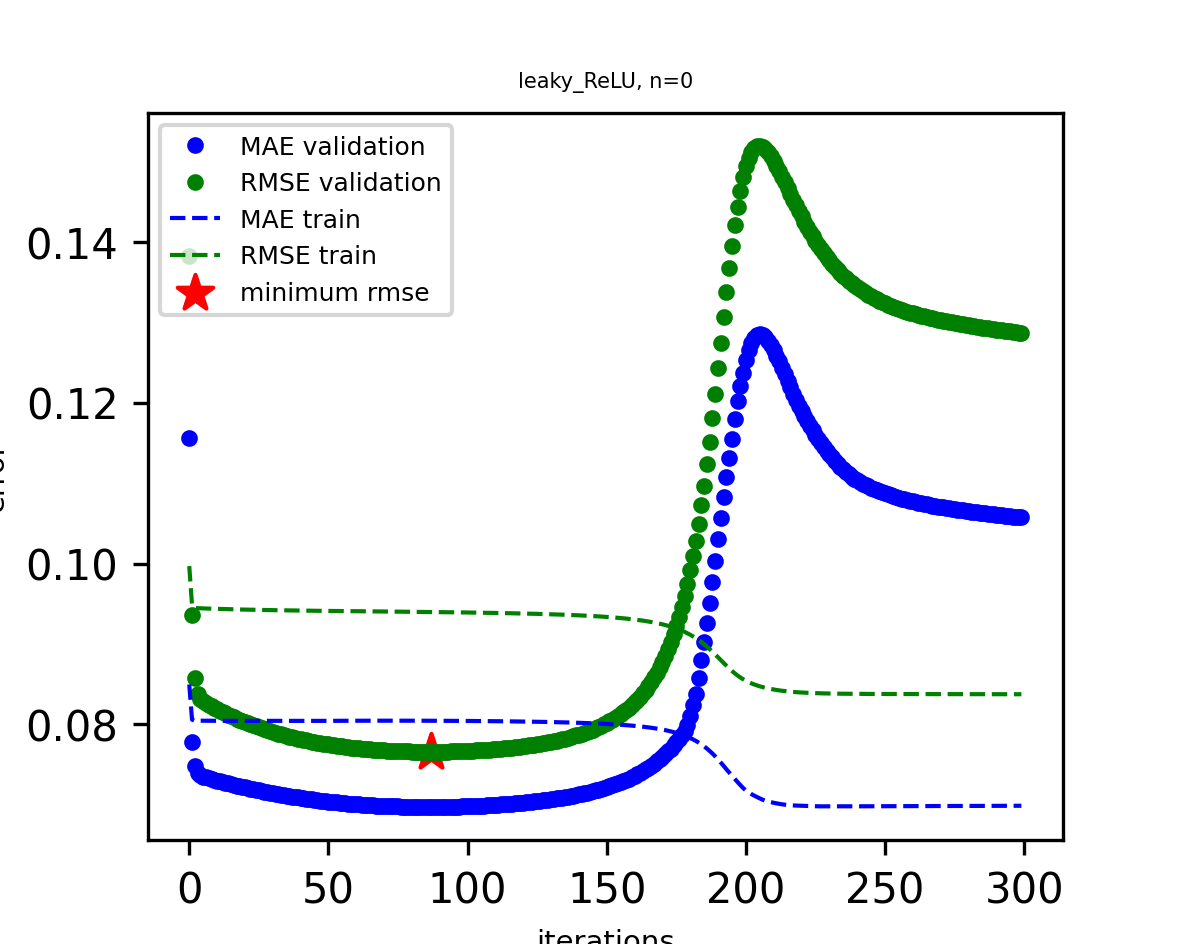 leaky_ReLU, n=0
MAE validation
RMSE validation
MAE train
RMSE train
minimum rmse
0.14
0.12
0.10
0.08
0 50 100 150 200 250 300
iterations